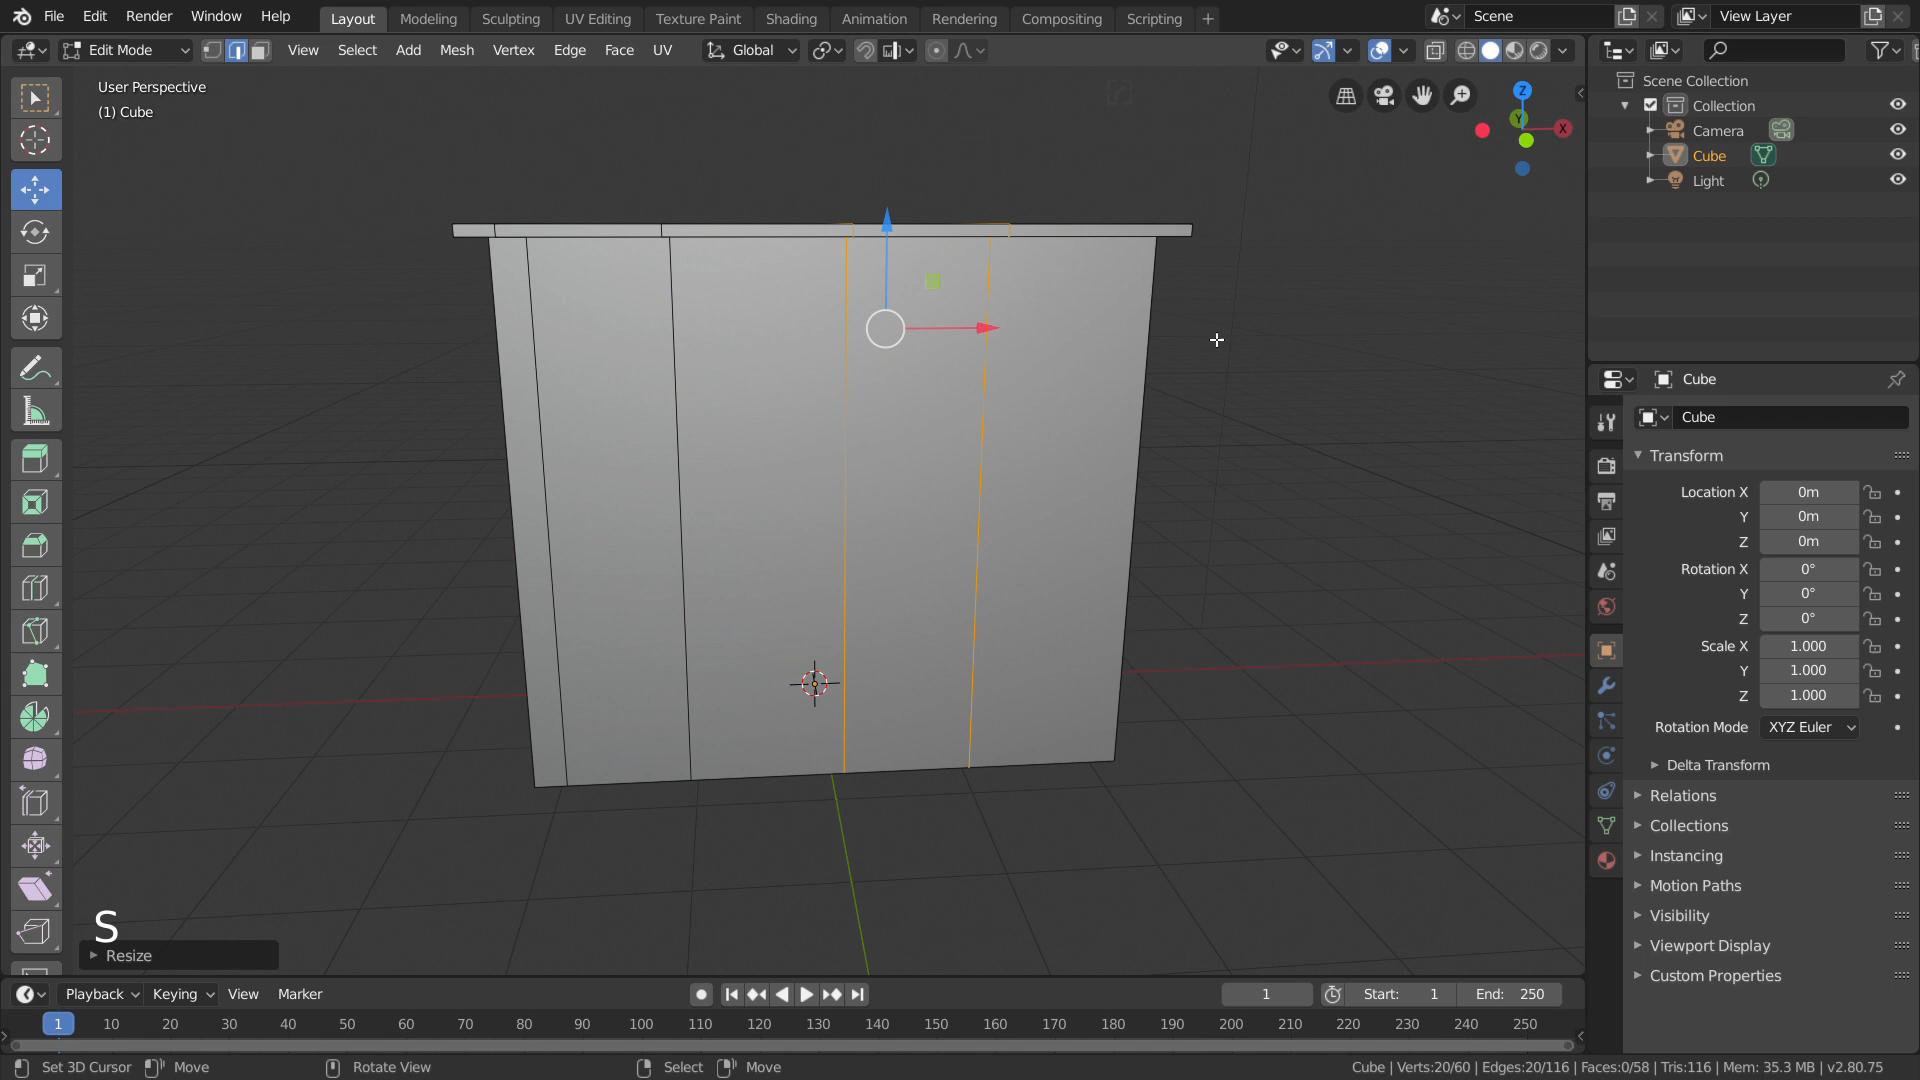 File Edit Render Window Help Layout Modeling Sculpting UV Editing Texture Paint Shading Animation Rendering Compositing Scripting + Scene View Layer
Edit Mode View Select Add Mesh Vertex Edge Face UV Global
User Perspective
(1) Cube
Z
Y
X
Scene Collection
Collection
Camera
Cube
Light
Cube
Cube
Transform
Location X 0m
Y 0m
Z 0m
Rotation X 0°
Y 0°
Z 0°
Scale X 1.000
Y 1.000
Z 1.000
Rotation Mode XYZ Euler
Delta Transform
Relations
Collections
Instancing
Motion Paths
Visibility
Viewport Display
Custom Properties
S
Resize
Playback Keying View Marker 1 Start: 1 End: 250
1 10 20 30 40 50 60 70 80 90 100 110 120 130 140 150 160 170 180 190 200 210 220 230 240 250
Set 3D Cursor Move Rotate View Select Move Cube | Verts:20/60 | Edges:20/116 | Faces:0/58 | Tris:116 | Mem: 35.3 MB | v2.80.75